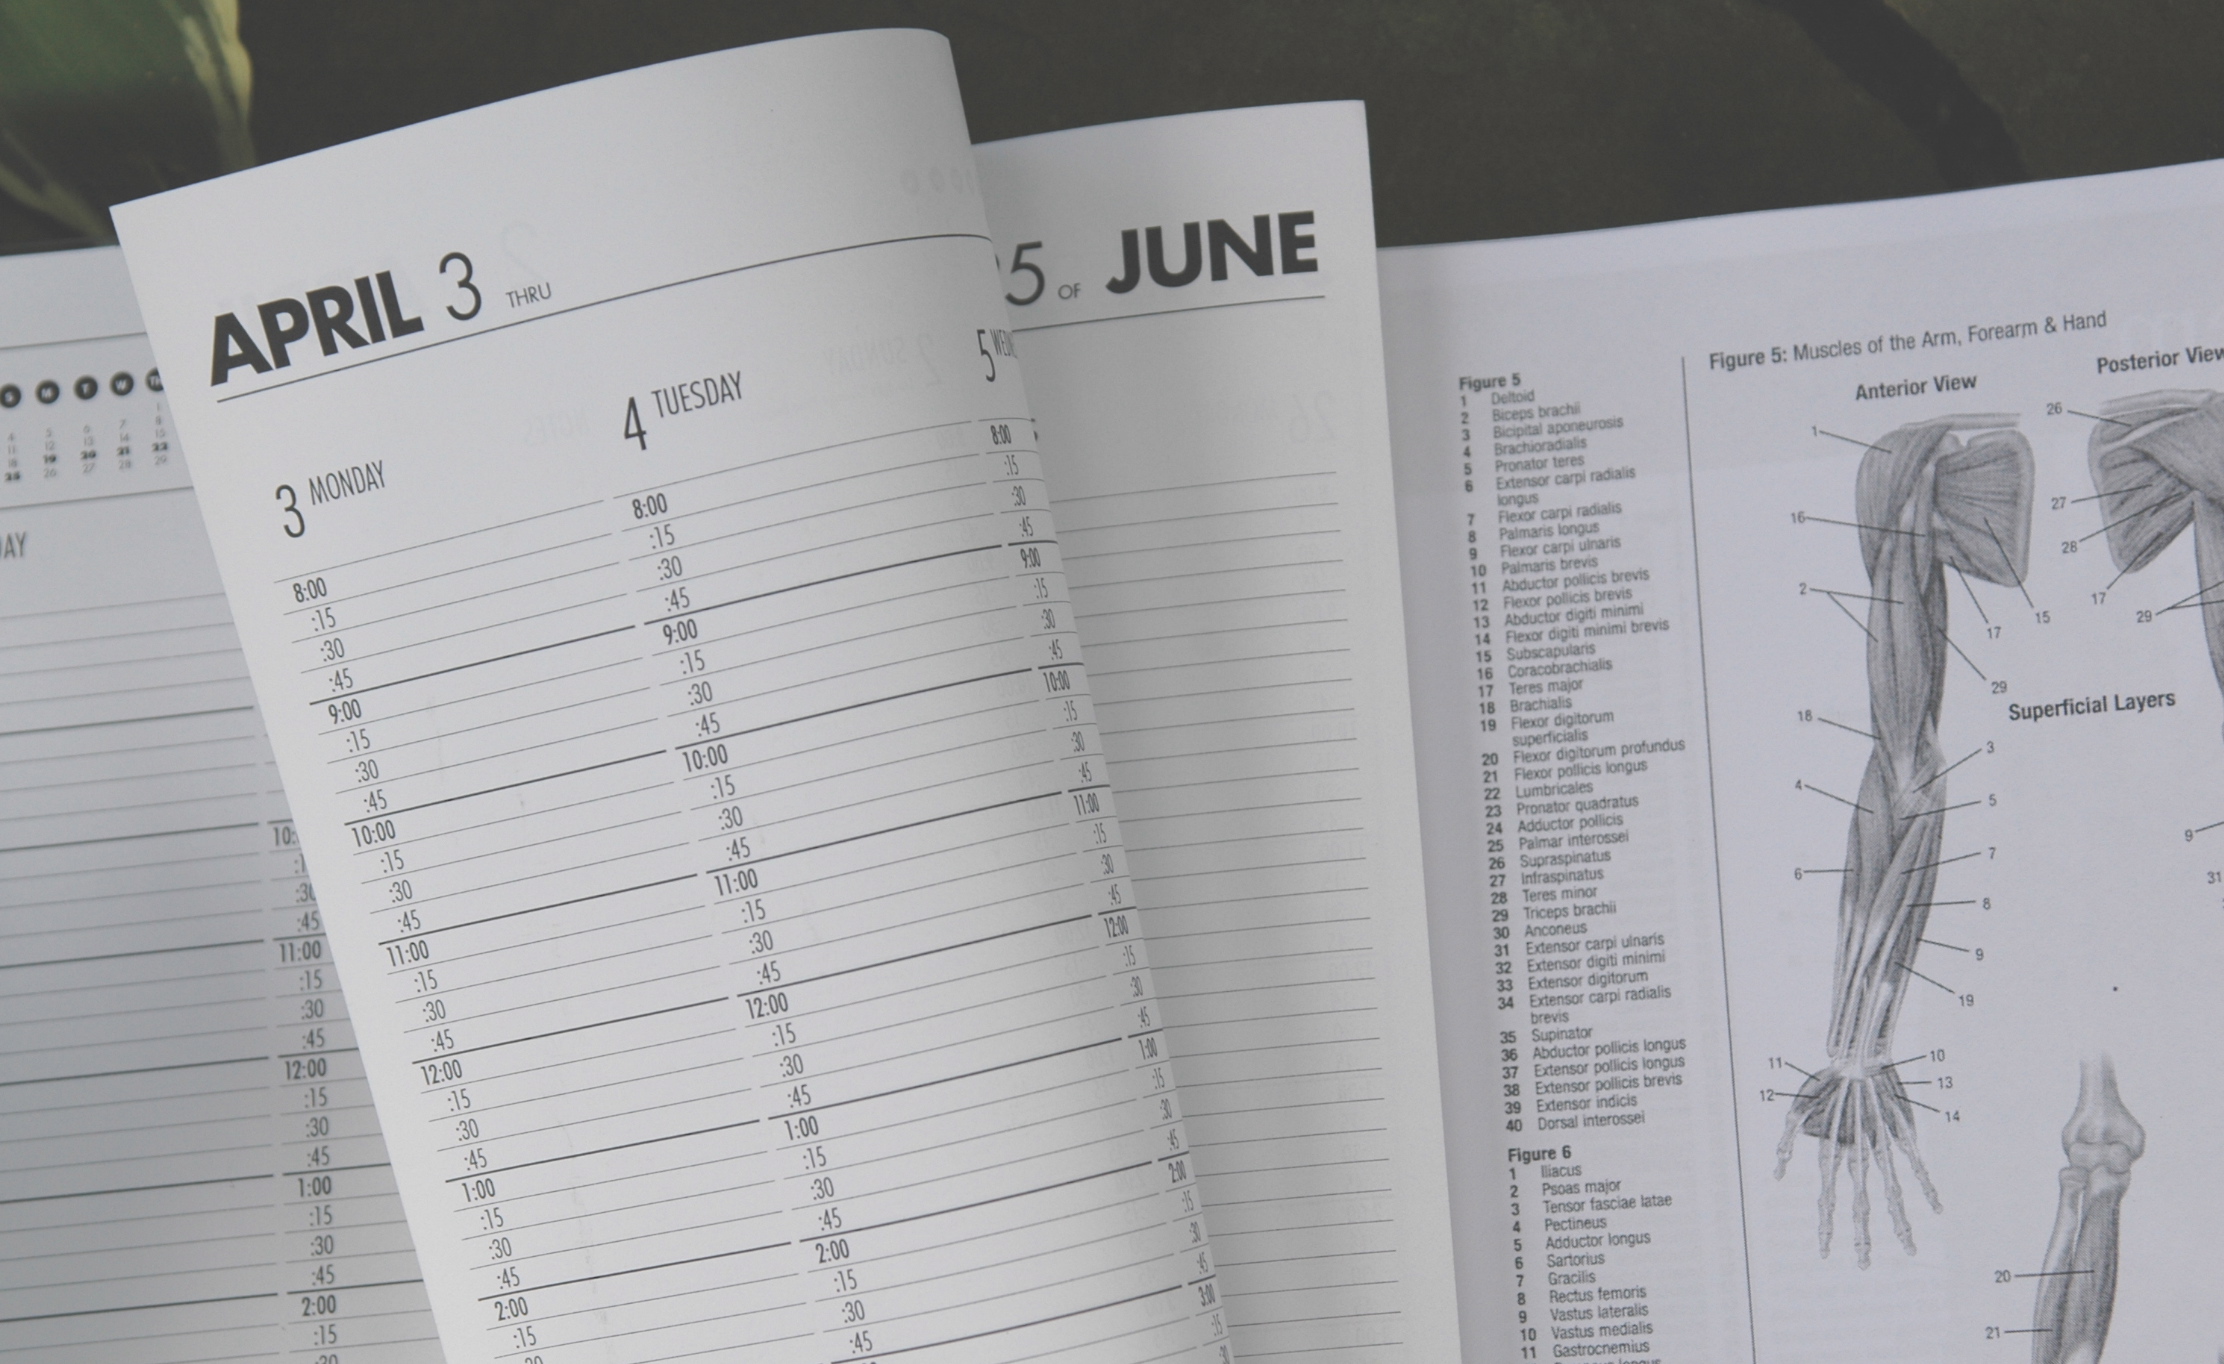 S M T W
4 5 6 7 8
11 12 13 14 15
18 19 20 21 22
25 26 27 28 29
AY
:30
:45
11:00
:15
:30
:45
12:00
:15
:30
:45
1:00
:15
:30
:45
2:00
:15
APRIL 3 THRU
3 MONDAY
8:00
:15
:30
:45
9:00
:15
:30
:45
10:00
:15
:30
:45
11:00
:15
:30
:45
12:00
:15
:30
:45
1:00
:15
:30
:45
2:00
:15
4 TUESDAY
8:00
:15
:30
:45
9:00
:15
:30
:45
10:00
:15
:30
:45
11:00
:15
:30
:45
12:00
:15
:30
:45
1:00
:15
:30
:45
2:00
:15
:30
:45
5
8:00
:15
:30
:45
9:00
:15
:30
:45
10:00
:15
:30
:45
11:00
:15
:30
:45
12:00
:15
:30
:45
1:00
:15
:30
:45
2:00
:15
:30
:45
3:00
:15
:30
5 OF JUNE
Figure 5
1 Deltoid
2 Biceps brachii
3 Bicipital aponeurosis
4 Brachioradialis
5 Pronator teres
6 Extensor carpi radialis
longus
7 Flexor carpi radialis
8 Palmaris longus
9 Flexor carpi ulnaris
10 Palmaris brevis
11 Abductor pollicis brevis
12 Flexor pollicis brevis
13 Abductor digiti minimi
14 Flexor digiti minimi brevis
15 Subscapularis
16 Coracobrachialis
17 Teres major
18 Brachialis
19 Flexor digitorum
superficialis
20 Flexor digitorum profundus
21 Flexor pollicis longus
22 Lumbricales
23 Pronator quadratus
24 Adductor pollicis
25 Palmar interossei
26 Supraspinatus
27 Infraspinatus
28 Teres minor
29 Triceps brachii
30 Anconeus
31 Extensor carpi ulnaris
32 Extensor digiti minimi
33 Extensor digitorum
34 Extensor carpi radialis
brevis
35 Supinator
36 Abductor pollicis longus
37 Extensor pollicis longus
38 Extensor pollicis brevis
39 Extensor indicis
40 Dorsal interossei
Figure 6
1 Iliacus
2 Psoas major
3 Tensor fasciae latae
4 Pectineus
5 Adductor longus
6 Sartorius
7 Gracilis
8 Rectus femoris
9 Vastus lateralis
10 Vastus medialis
11 Gastrocnemius
Figure 5: Muscles of the Arm, Forearm & Hand
Anterior View
1
16
2
17
15
29
18
Superficial Layers
3
4
5
7
6
8
9
19
11
10
12
13
14
20
21
Posterior View
26
27
28
17
29
9
31